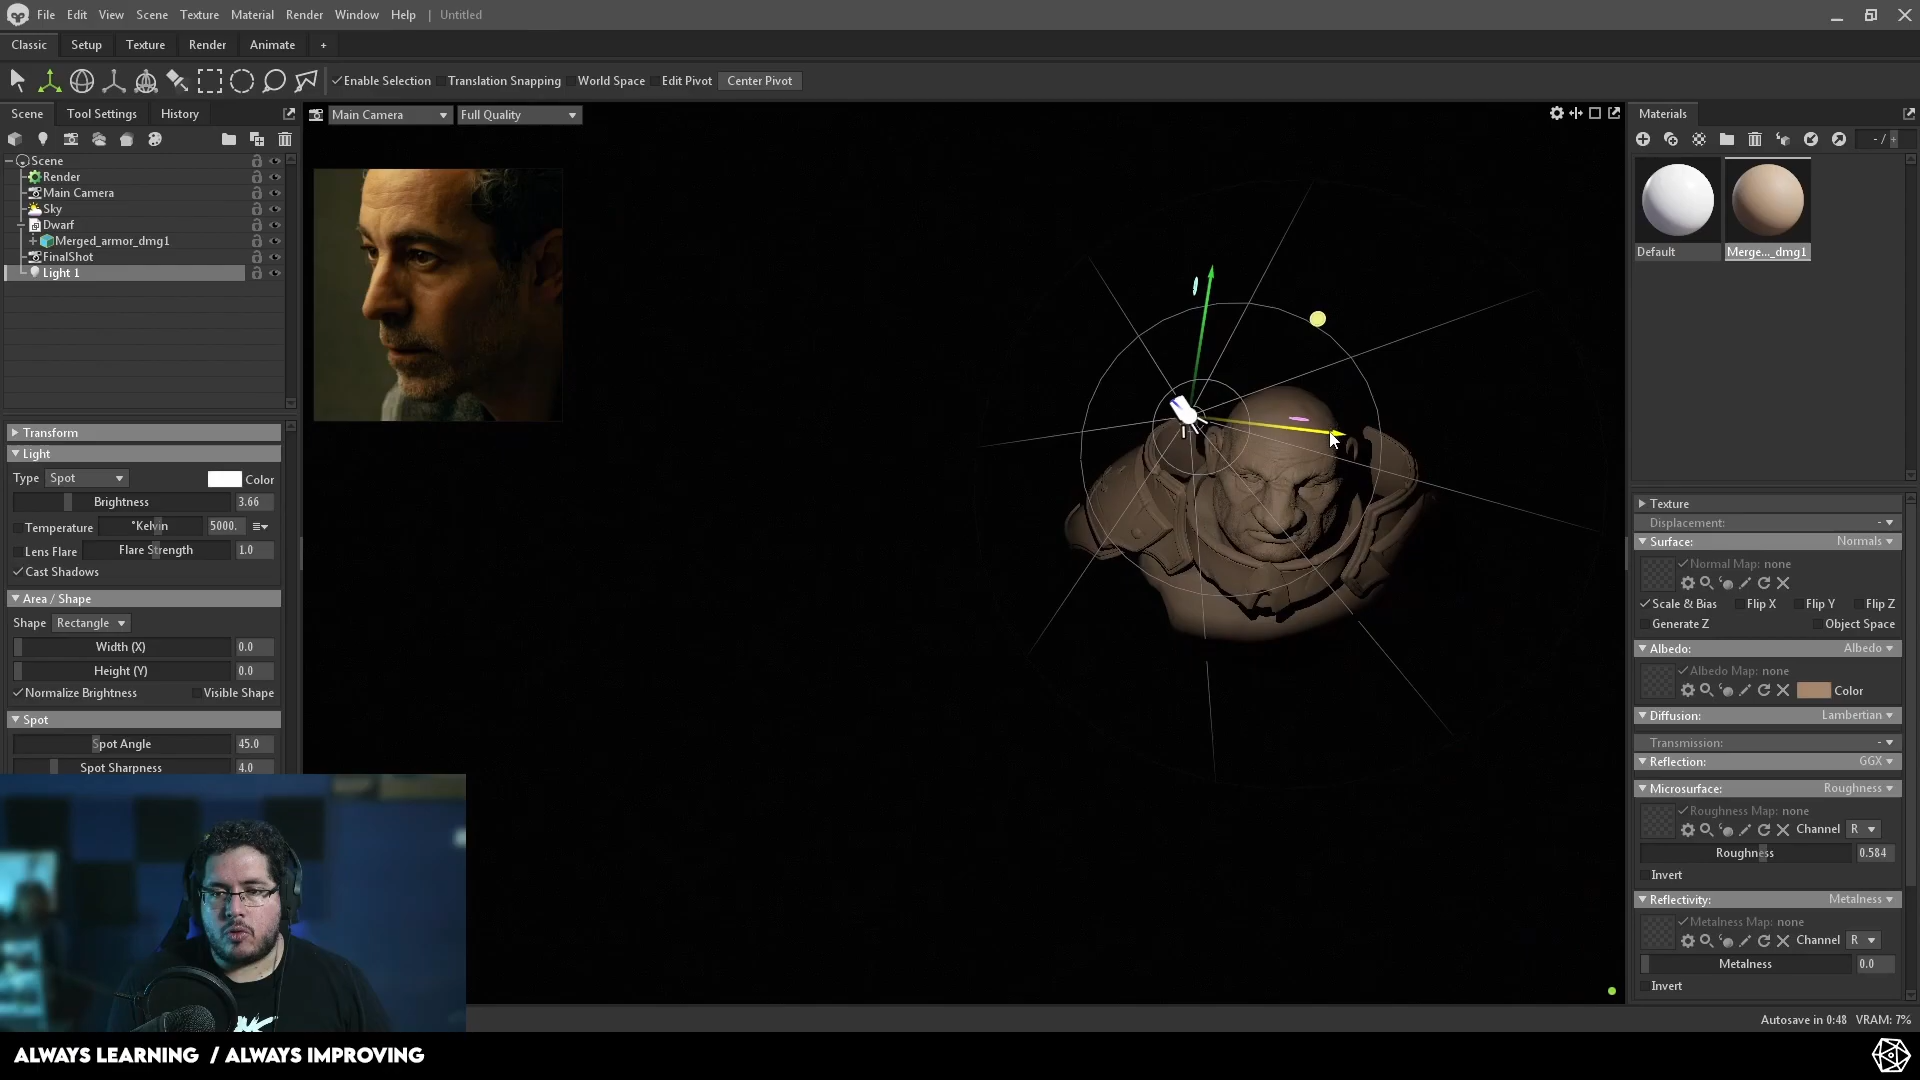 File Edit View Scene Texture Material Render Window Help | Untitled
Classic Setup Texture Render Animate +
Enable Selection Translation Snapping World Space Edit Pivot Center Pivot
Scene Tool Settings History
Main Camera Full Quality
Materials
- / +
Scene
Render
Main Camera
Sky
Dwarf
Merged_armor_dmg1
FinalShot
Light 1
Default Merge..._dmg1
Transform
Light
Type Spot Color
Brightness 3.66
Temperature °Kelvin 5000.
Lens Flare Flare Strength 1.0
Cast Shadows
Area / Shape
Shape Rectangle
Width (X) 0.0
Height (Y) 0.0
Normalize Brightness Visible Shape
Spot
Spot Angle 45.0
Spot Sharpness 4.0
Texture
Displacement: -
Surface: Normals
Normal Map: none
Scale & Bias Flip X Flip Y Flip Z
Generate Z Object Space
Albedo: Albedo
Albedo Map: none
Color
Diffusion: Lambertian
Transmission: -
Reflection: GGX
Microsurface: Roughness
Roughness Map: none
Channel R
Roughness 0.584
Invert
Reflectivity: Metalness
Metalness Map: none
Channel R
Metalness 0.0
Invert
Autosave in 0:48 VRAM: 7%
ALWAYS LEARNING / ALWAYS IMPROVING